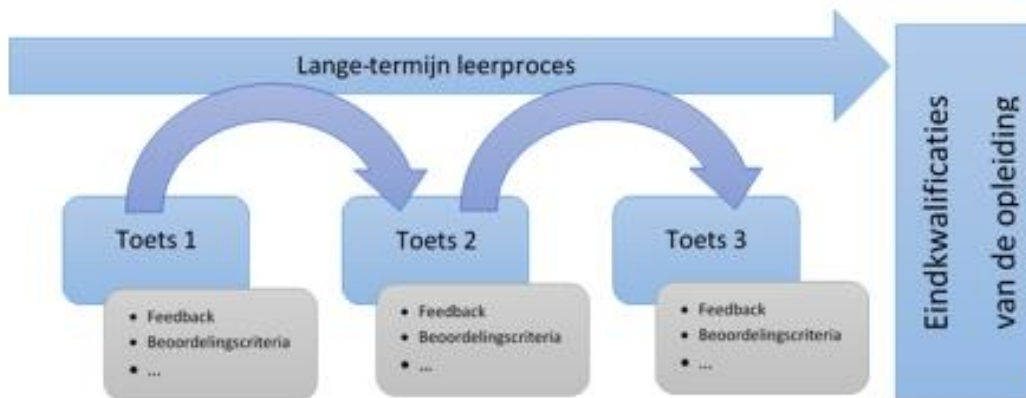 Lange-termijn leerproces
Toets 1
• Feedback
• Beoordelingscriteria
• ...
Toets 2
• Feedback
• Beoordelingscriteria
• ...
Toets 3
• Feedback
• Beoordelingscriteria
• ...
Eindkwalificaties
van de opleiding